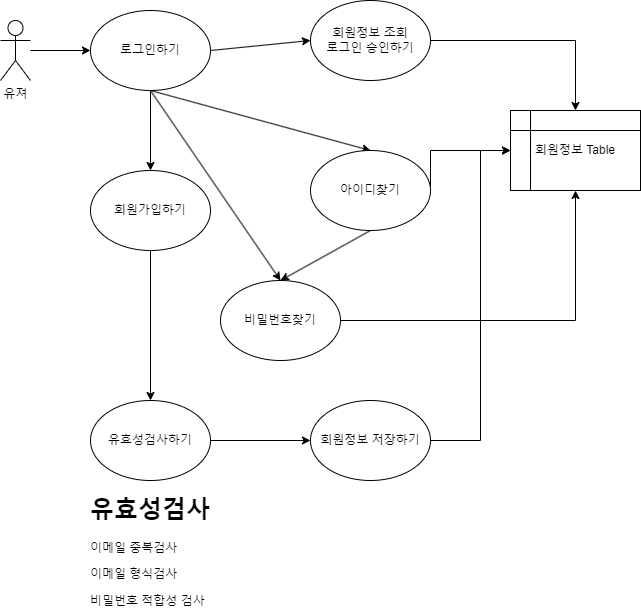 로그인하기
회원정보 조회
로그인 승인하기
유져
회원정보 Table
회원가입하기
아이디찾기
비밀번호찾기
유효성검사하기
회원정보 저장하기
유효성검사
이메일 중복검사
이메일 형식검사
비밀번호 적합성 검사